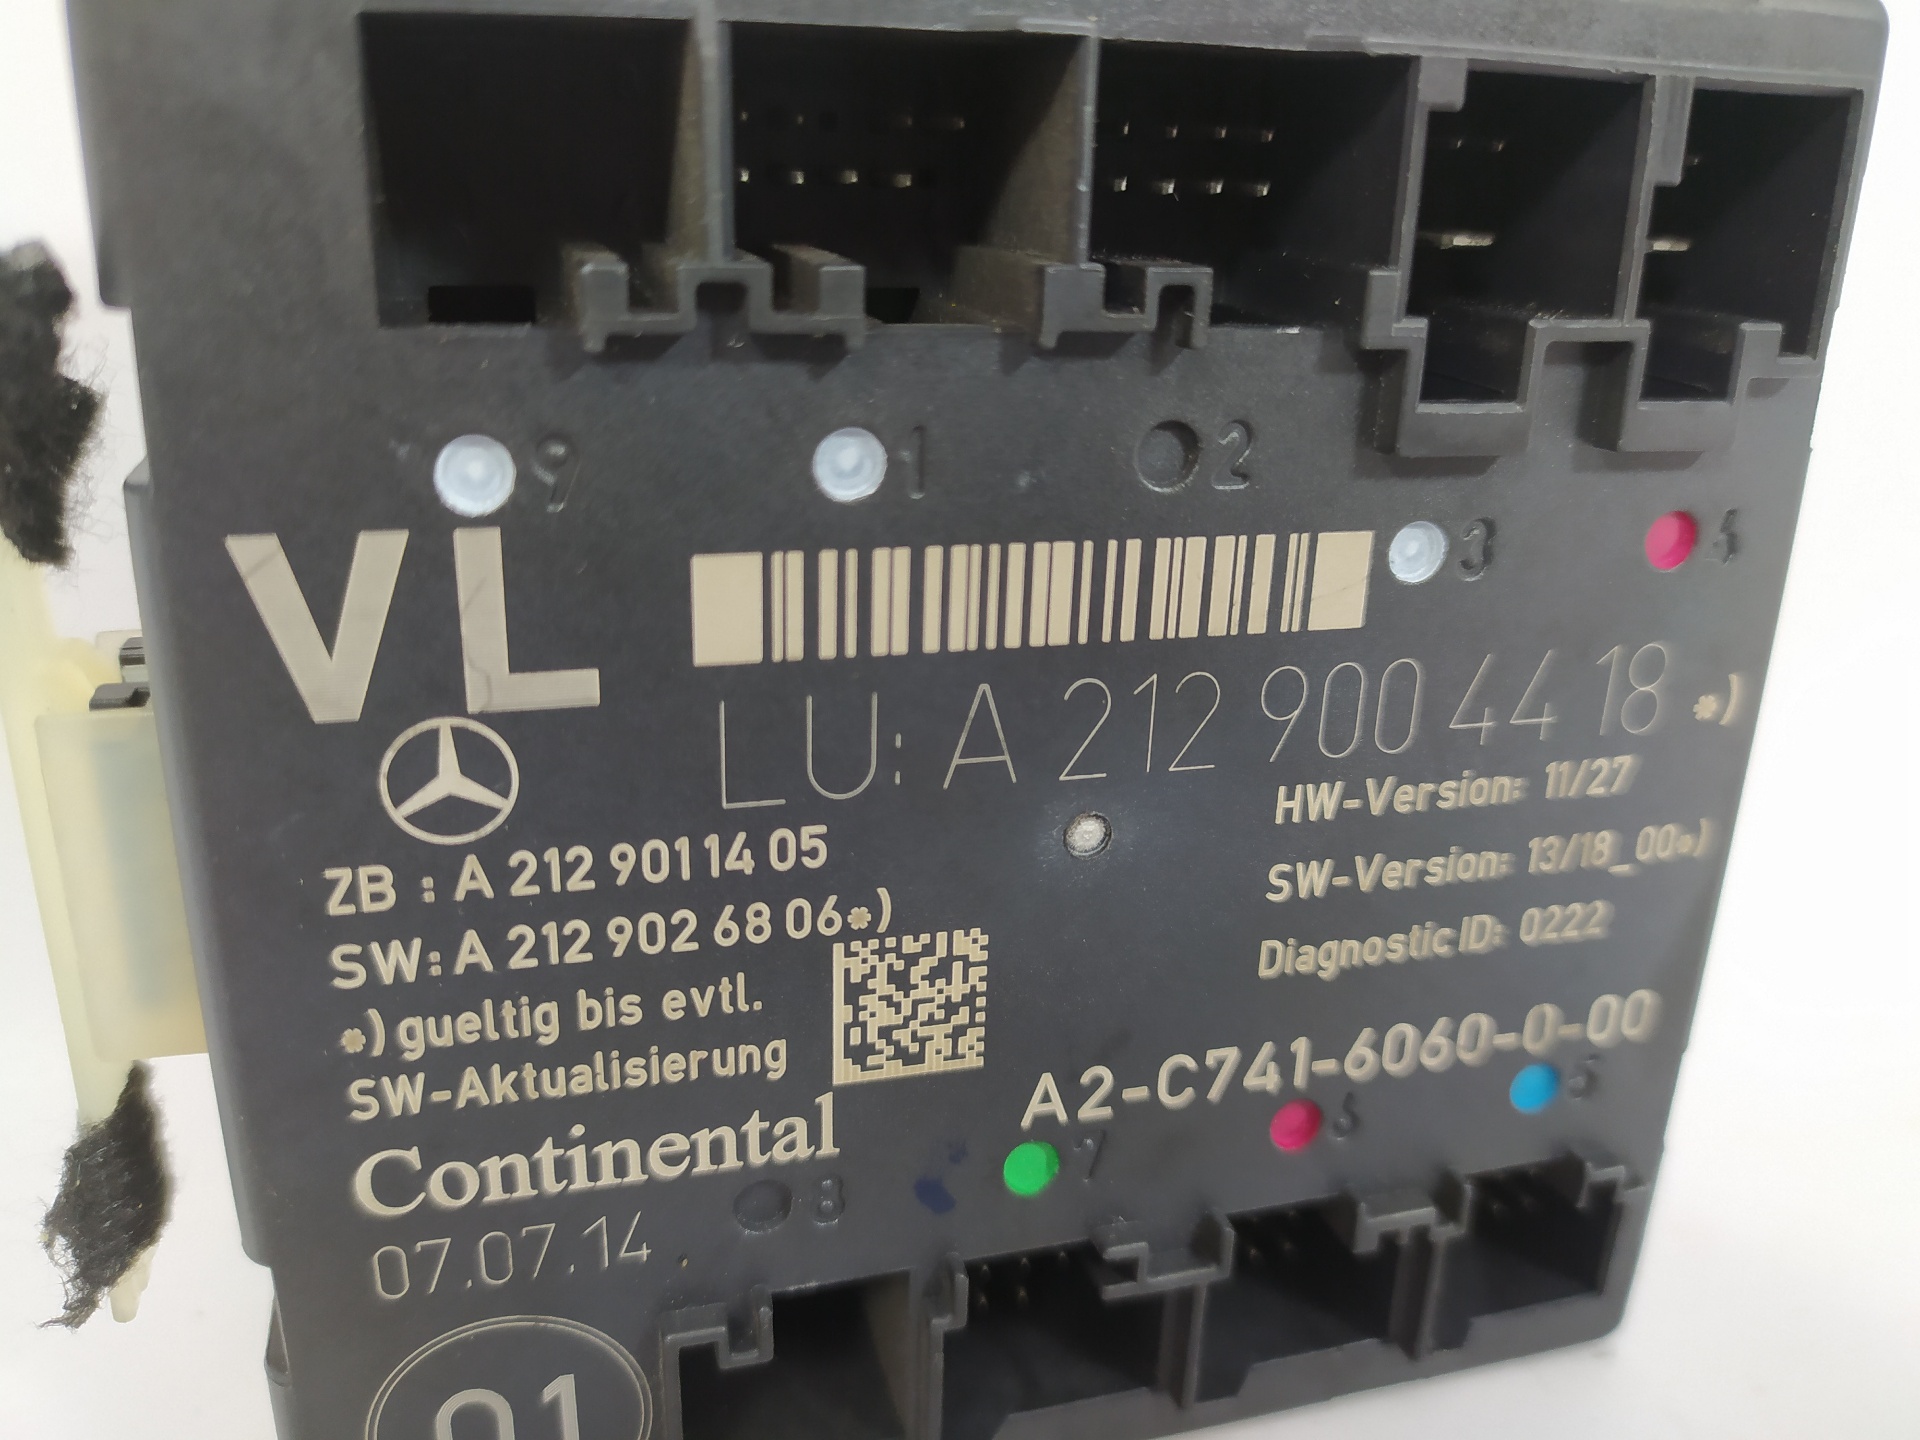 9 1 2
3 4
VL
LU: A 212 900 44 18 *)
HW-Version: 11/27
SW-Version: 13/18_00*)
Diagnostic ID: 0222
ZB : A 212 901 14 05
SW: A 212 902 68 06*)
*) gueltig bis evtl.
SW-Aktualisierung
A2-C741-6060-0-00
Continental
8 7 6 5
07.07.14
01